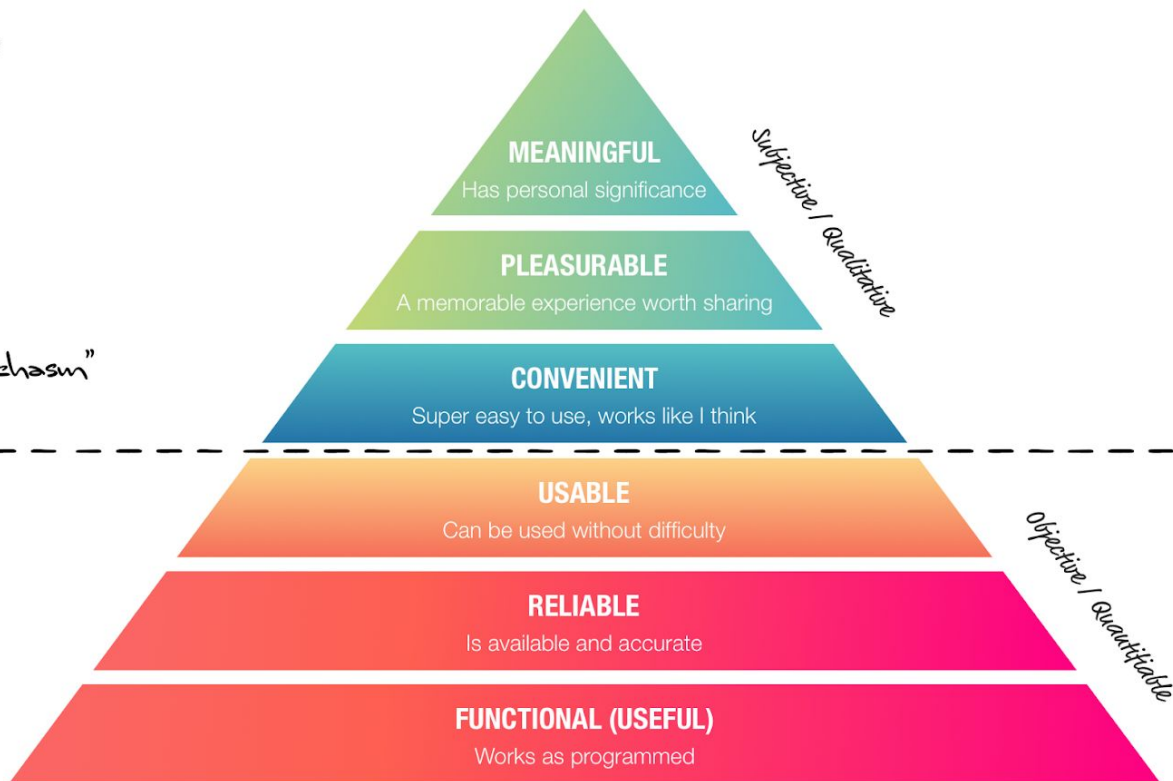 MEANINGFUL
Has personal significance
Subjective / Qualitative
PLEASURABLE
A memorable experience worth sharing
chasm"
CONVENIENT
Super easy to use, works like I think
USABLE
Can be used without difficulty
Objective / Quantifiable
RELIABLE
Is available and accurate
FUNCTIONAL (USEFUL)
Works as programmed